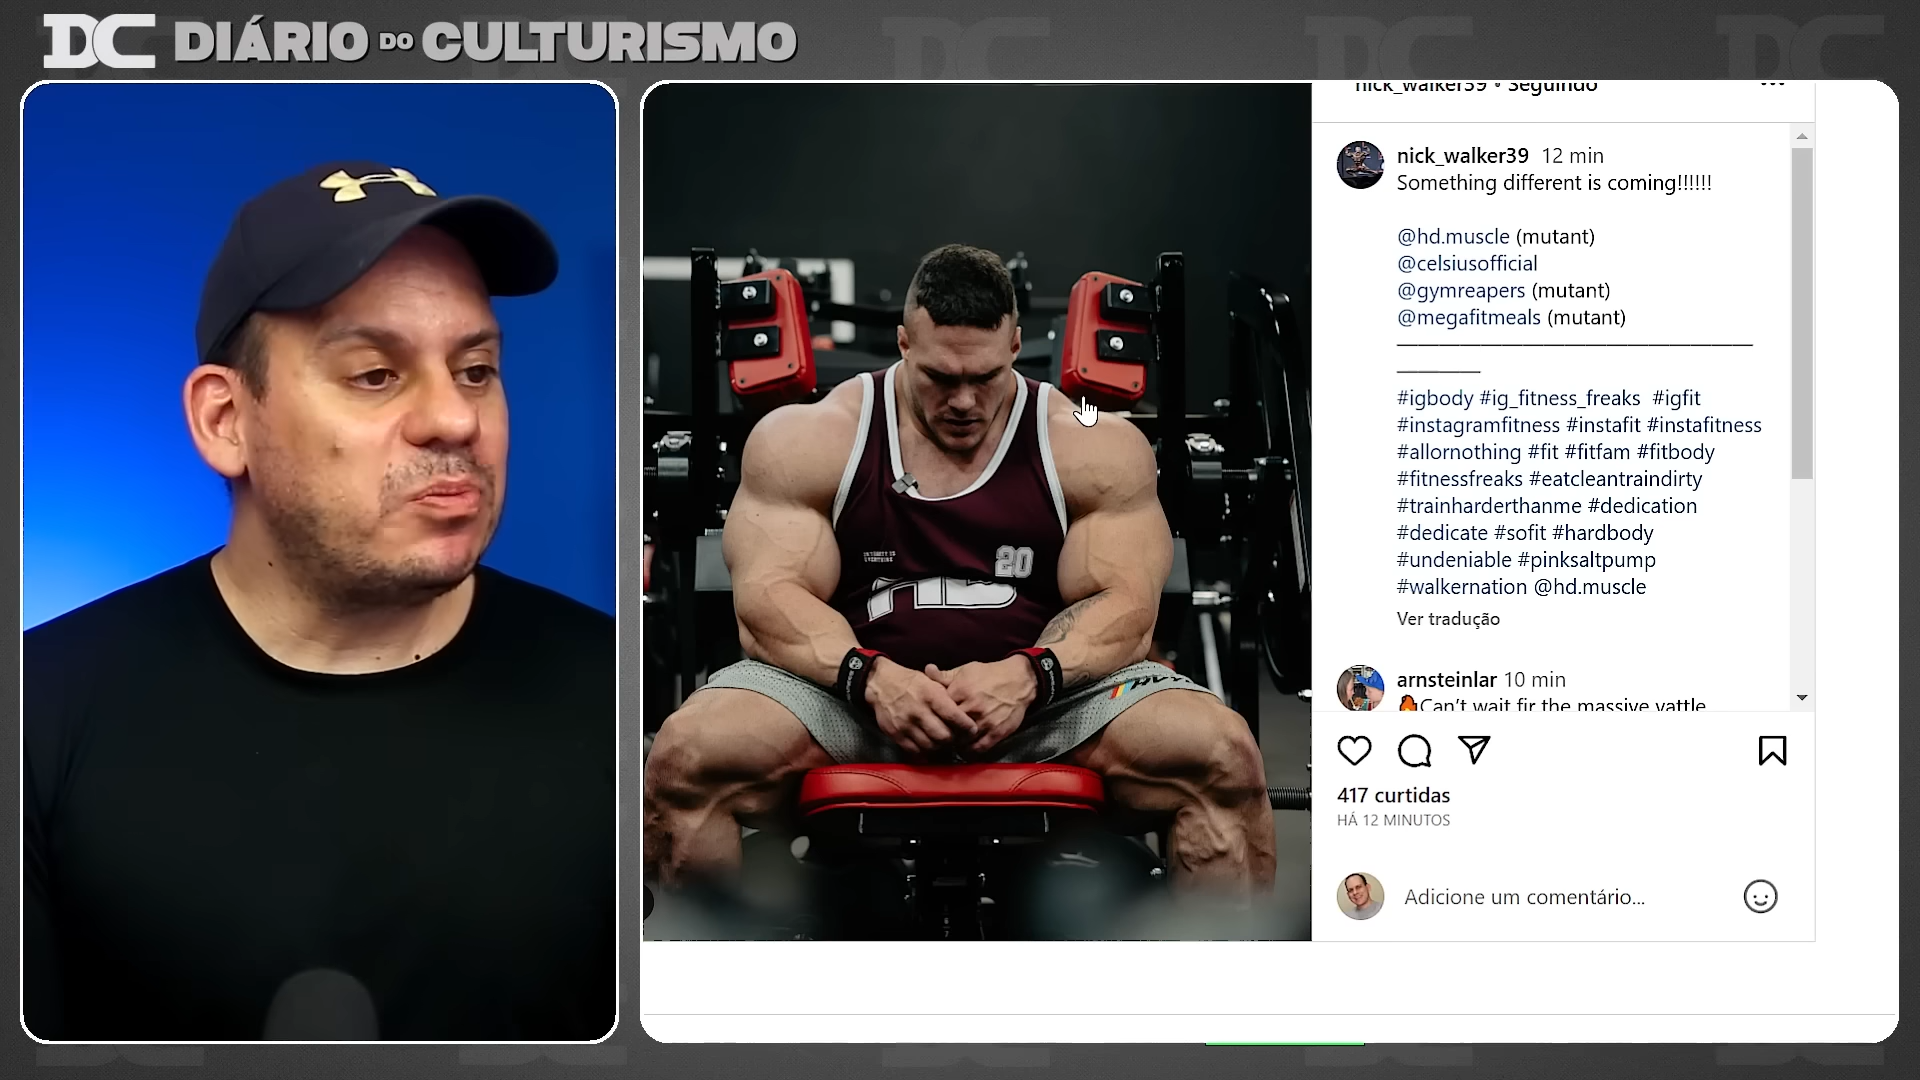 DC DIÁRIO DO CULTURISMO
nick_walker39 • Seguindo
nick_walker39 12 min
Something different is coming!!!!!!
@hd.muscle (mutant)
@celsiusofficial
@gymreapers (mutant)
@megafitmeals (mutant)
#igbody #ig_fitness_freaks #igfit
#instagramfitness #instafit #instafitness
#allornothing #fit #fitfam #fitbody
#fitnessfreaks #eatcleantraindirty
#trainharderthanme #dedication
#dedicate #sofit #hardbody
#undeniable #pinksaltpump
#walkernation @hd.muscle
Ver tradução
arnsteinlar 10 min
🔥Can't wait fir the massive vattle
417 curtidas
HÁ 12 MINUTOS
Adicione um comentário...
INTEGRITY IS
EVERYTHING
20
HD